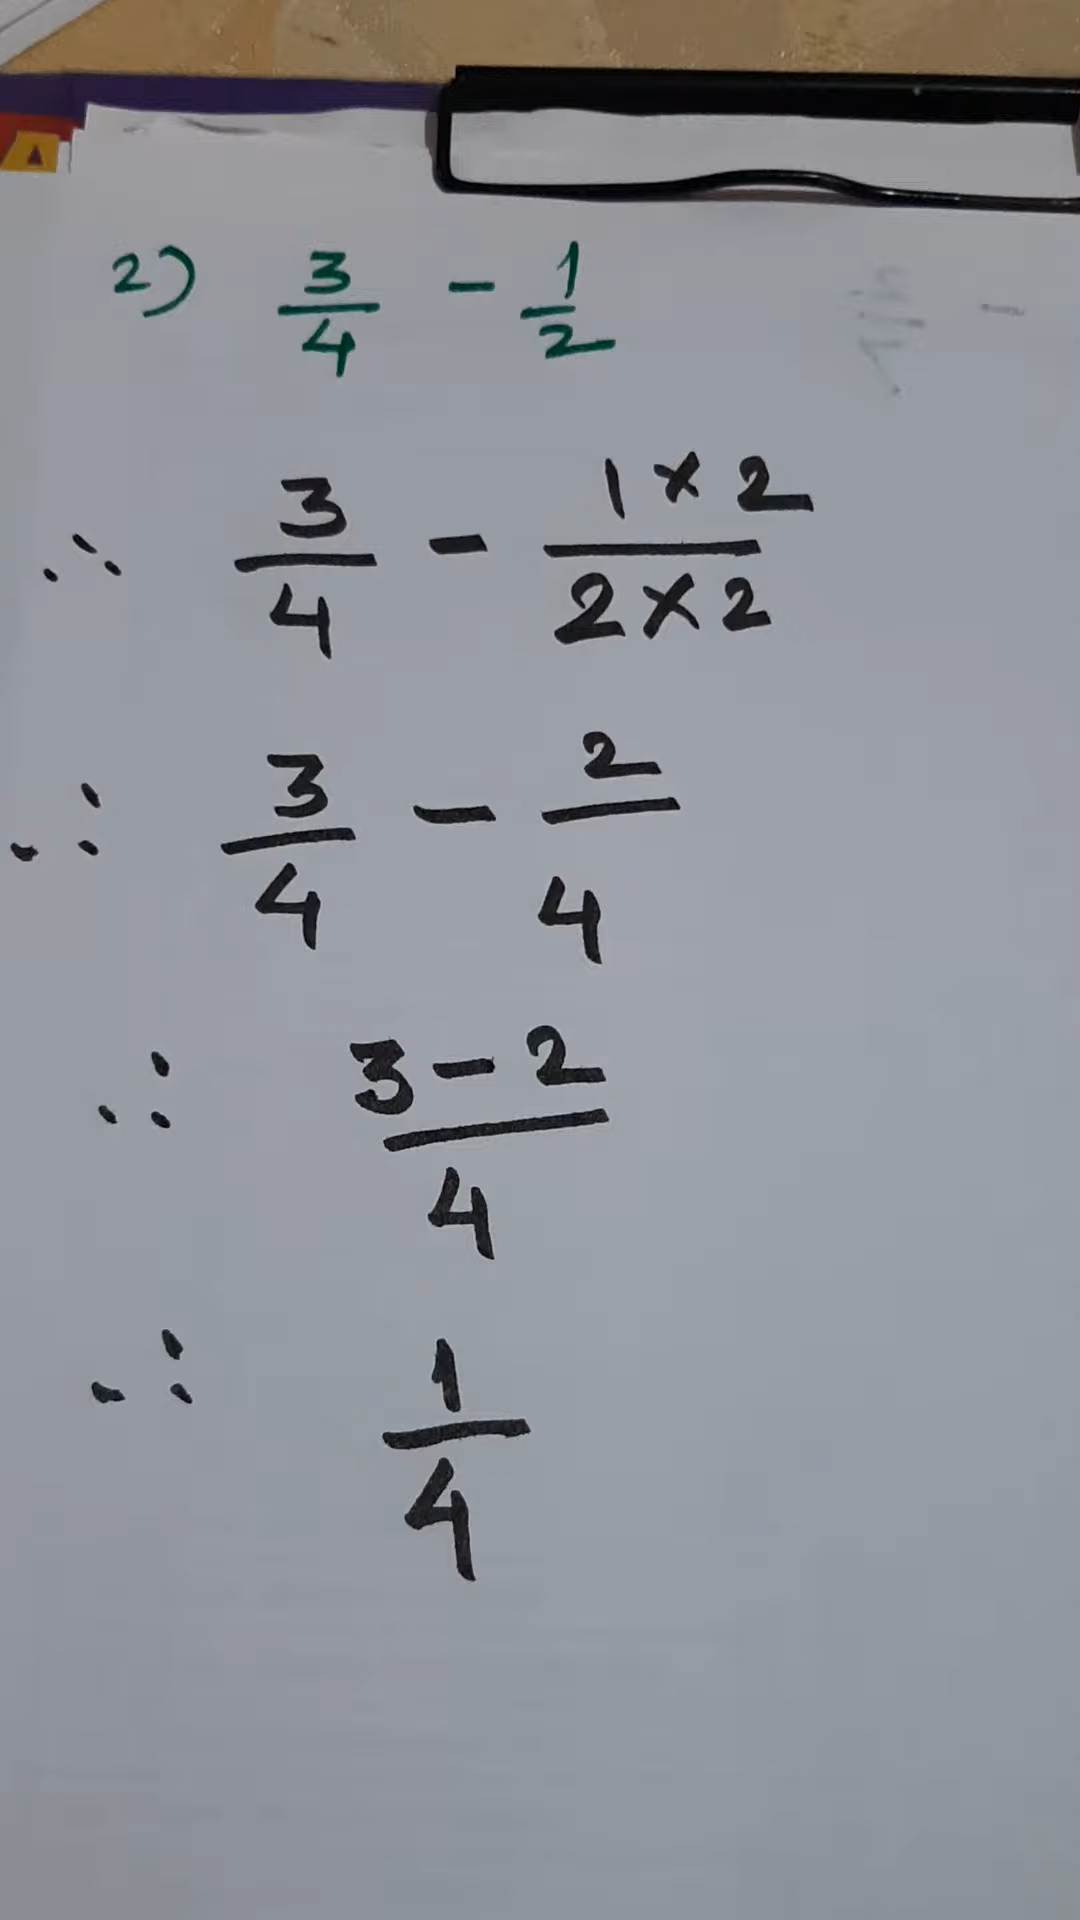 2) 3/4 - 1/2
∴ 3/4 - 1×2/2×2
∴ 3/4 - 2/4
∴ 3-2/4
∴ 1/4